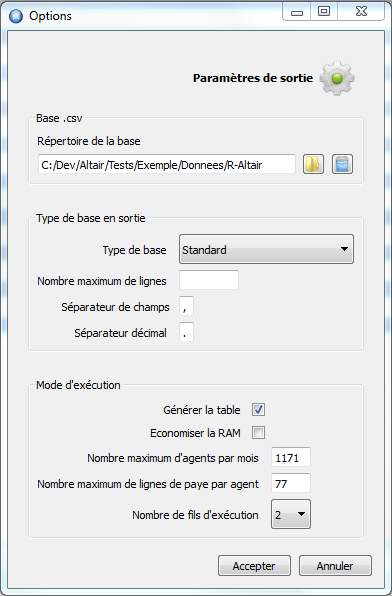 Options
Paramètres de sortie
Base .csv
Répertoire de la base
C:/Dev/Altair/Tests/Exemple/Donnees/R-Altair
Type de base en sortie
Type de base Standard
Nombre maximum de lignes
Séparateur de champs ,
Séparateur décimal .
Mode d'exécution
Générer la table
Economiser la RAM
Nombre maximum d'agents par mois 1171
Nombre maximum de lignes de paye par agent 77
Nombre de fils d'exécution 2
Accepter Annuler